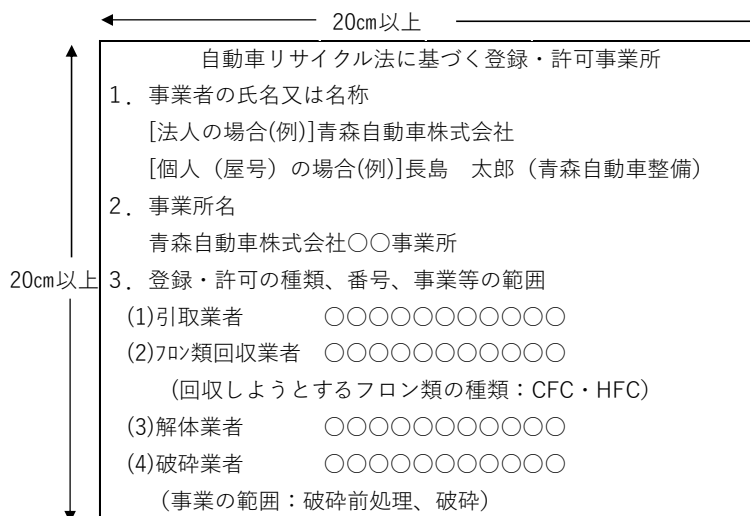 20㎝以上
自動車リサイクル法に基づく登録・許可事業所
1．事業者の氏名又は名称
[法人の場合(例)]青森自動車株式会社
[個人（屋号）の場合(例)]長島　太郎（青森自動車整備）
2．事業所名
青森自動車株式会社○○事業所
20㎝以上
3．登録・許可の種類、番号、事業等の範囲
(1)引取業者　○○○○○○○○○○○
(2)ﾌﾛﾝ類回収業者　○○○○○○○○○○○
(回収しようとするフロン類の種類：CFC・HFC)
(3)解体業者　○○○○○○○○○○○
(4)破砕業者　○○○○○○○○○○○
（事業の範囲：破砕前処理、破砕）